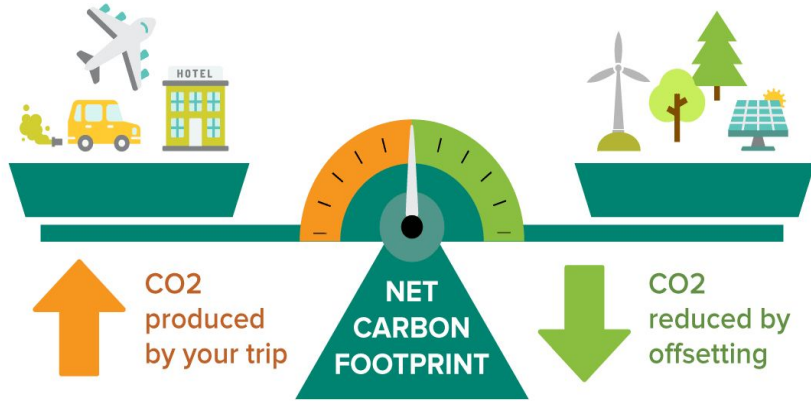 HOTEL
CO2
produced
by your trip
NET
CARBON
FOOTPRINT
CO2
reduced by
offsetting